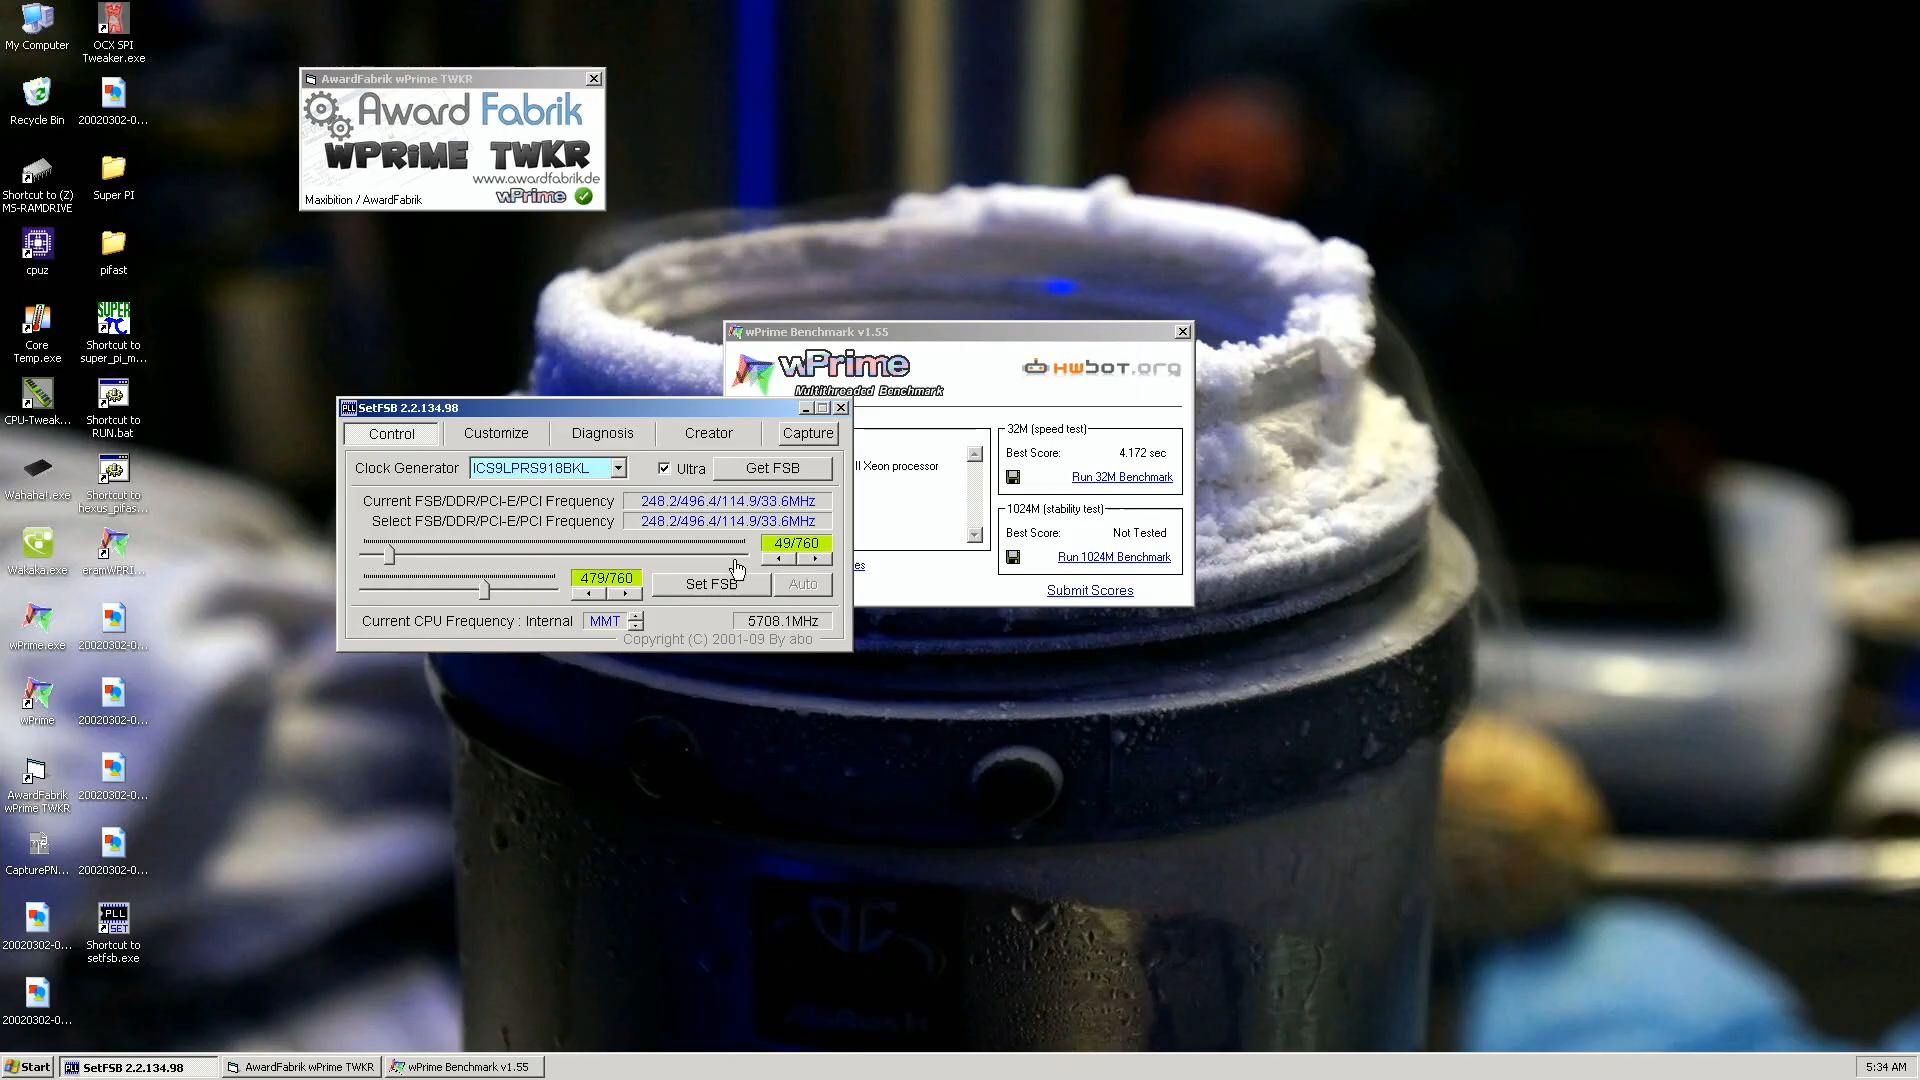 My Computer
OCX SPI
Tweaker.exe
Recycle Bin
20020302-0...
Shortcut to (Z)
MS-RAMDRIVE
Super PI
cpuz
pifast
Core
Temp.exe
SUPER
Shortcut to
super_pi_m...
CPU-Tweak...
Shortcut to
RUN.bat
Wahaha!.exe
Shortcut to
hexus_pifas...
Wakaka.exe
eramWPRI...
wPrime.exe
20020302-0...
wPrime
20020302-0...
AwardFabrik
wPrime TWKR
20020302-0...
CapturePN...
20020302-0...
20020302-0...
PLL
SET
Shortcut to
setfsb.exe
20020302-0...
AwardFabrik wPrime TWKR
Award Fabrik
WPRiME TWKR
www.awardfabrik.de
Maxibition / AwardFabrik
wPrime
wPrime Benchmark v1.55
wPrime
Multithreaded Benchmark
HWBOT.org
II Xeon processor
es
32M (speed test)
Best Score: 4.172 sec
Run 32M Benchmark
1024M (stability test)
Best Score: Not Tested
Run 1024M Benchmark
Submit Scores
PLL SetFSB 2.2.134.98
Control Customize Diagnosis Creator Capture
Clock Generator ICS9LPRS918BKL Ultra Get FSB
Current FSB/DDR/PCI-E/PCI Frequency 248.2/496.4/114.9/33.6MHz
Select FSB/DDR/PCI-E/PCI Frequency 248.2/496.4/114.9/33.6MHz
49/760
479/760 Set FSB Auto
Current CPU Frequency : Internal MMT 5708.1MHz
Copyright (C) 2001-09 By abo
Start
PLL SetFSB 2.2.134.98
AwardFabrik wPrime TWKR
wPrime Benchmark v1.55
5:34 AM